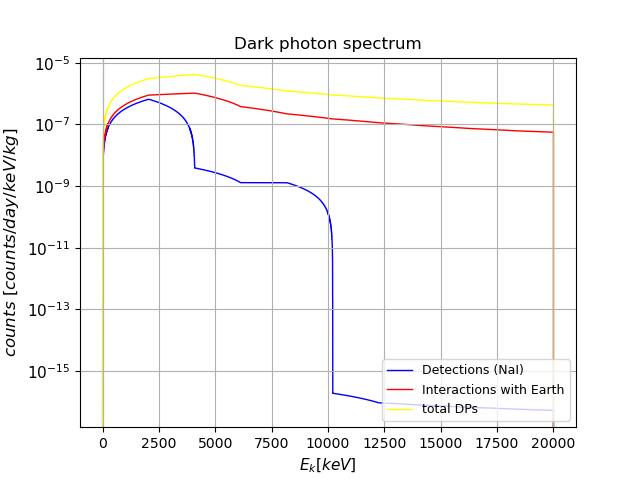 Dark photon spectrum
counts [counts/day/keV/kg]
10⁻⁵
10⁻⁷
10⁻⁹
10⁻¹¹
10⁻¹³
10⁻¹⁵
Detections (NaI)
Interactions with Earth
total DPs
0 2500 5000 7500 10000 12500 15000 17500 20000
Eₖ[keV]